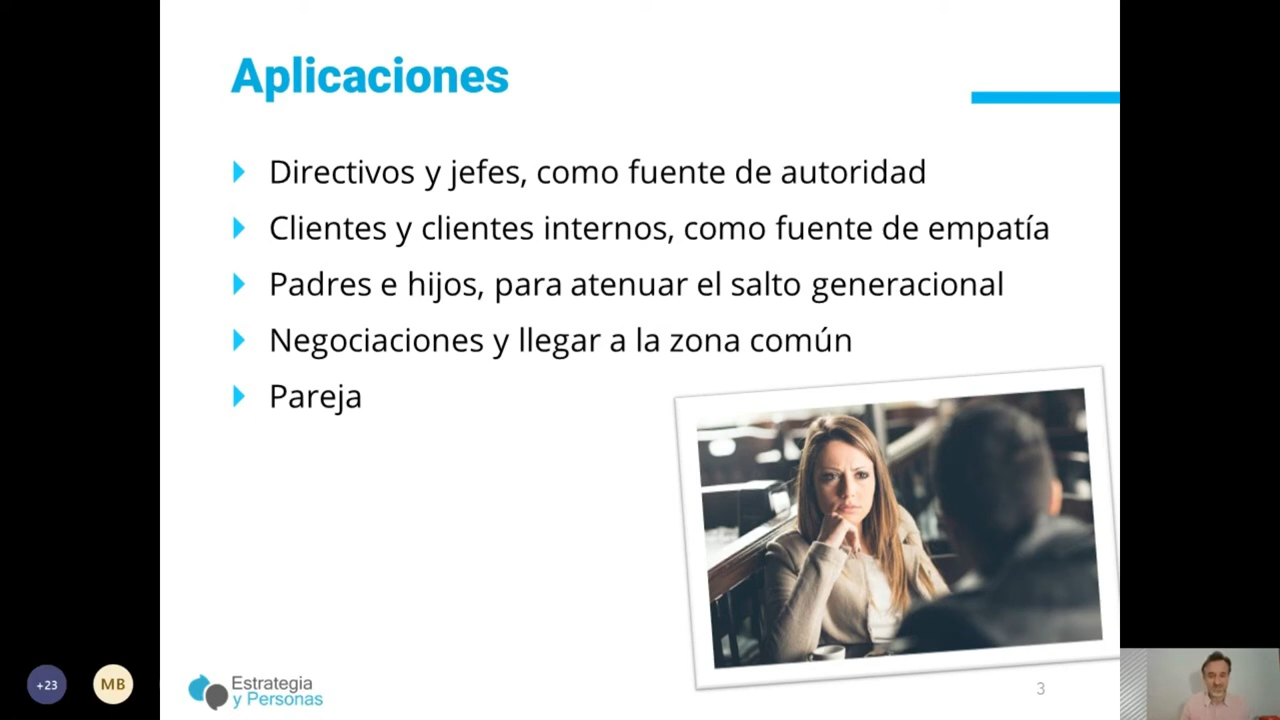 Aplicaciones
Directivos y jefes, como fuente de autoridad
Clientes y clientes internos, como fuente de empatía
Padres e hijos, para atenuar el salto generacional
Negociaciones y llegar a la zona común
Pareja
+23
MB
Estrategia
y Personas
3